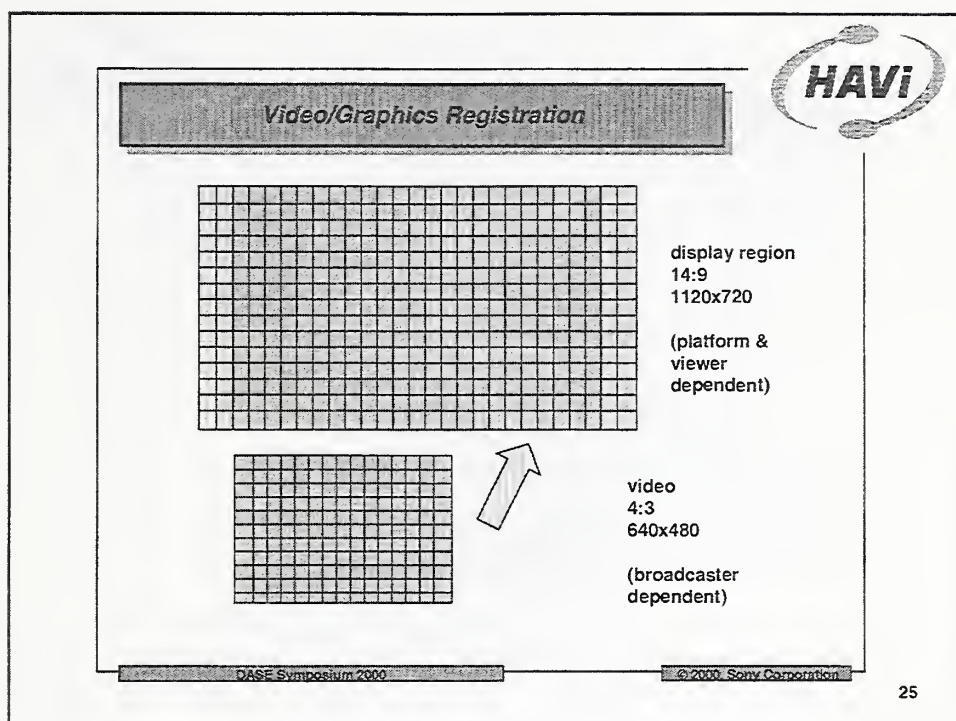 HAVi
Video/Graphics Registration
display region
14:9
1120x720
(platform &
viewer
dependent)
video
4:3
640x480
(broadcaster
dependent)
DASE Symposium 2000
© 2000, Sony Corporation
25